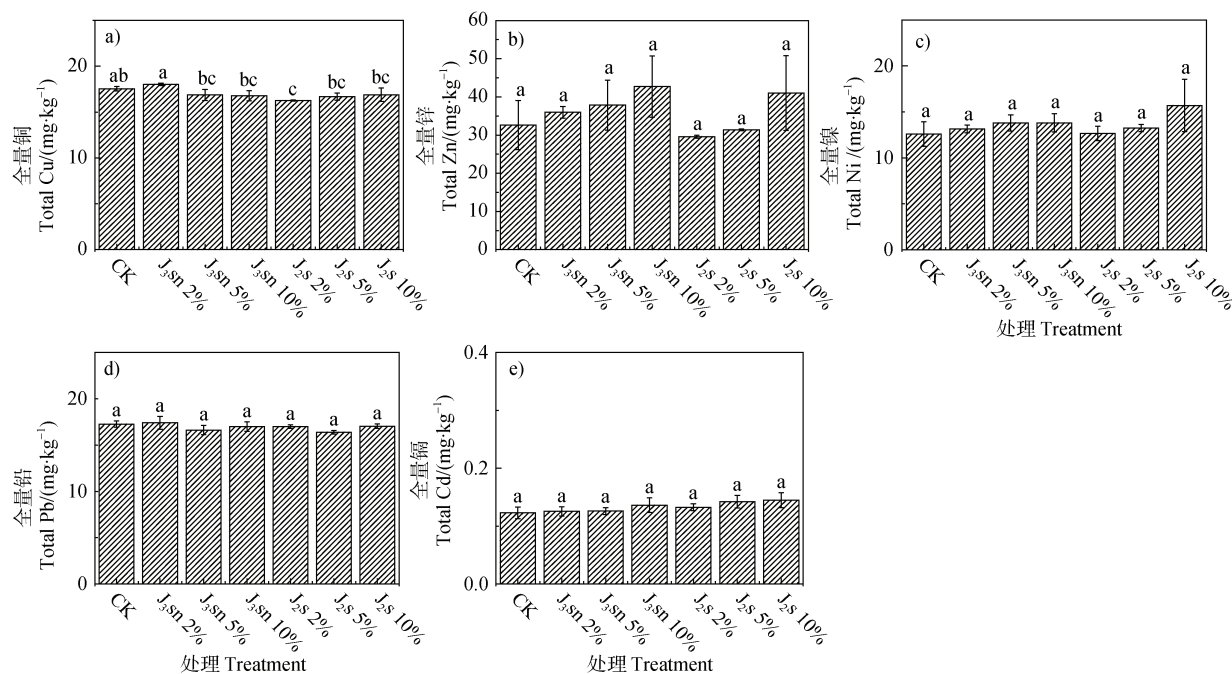 a)
全量铜
Total Cu/(mg·kg⁻¹)
20
10
0
ab
a
bc
bc
c
bc
bc
CK
J₃sn 2%
J₃sn 5%
J₃sn 10%
J₂s 2%
J₂s 5%
J₂s 10%
b)
全量锌
Total Zn/(mg·kg⁻¹)
60
50
40
30
20
10
0
a
a
a
a
a
a
a
CK
J₃sn 2%
J₃sn 5%
J₃sn 10%
J₂s 2%
J₂s 5%
J₂s 10%
c)
全量镍
Total Ni /(mg·kg⁻¹)
20
10
0
a
a
a
a
a
a
a
CK
J₃sn 2%
J₃sn 5%
J₃sn 10%
J₂s 2%
J₂s 5%
J₂s 10%
处理 Treatment
d)
全量铅
Total Pb/(mg·kg⁻¹)
20
10
0
a
a
a
a
a
a
a
CK
J₃sn 2%
J₃sn 5%
J₃sn 10%
J₂s 2%
J₂s 5%
J₂s 10%
处理 Treatment
e)
全量镉
Total Cd/(mg·kg⁻¹)
0.4
0.2
0.0
a
a
a
a
a
a
a
CK
J₃sn 2%
J₃sn 5%
J₃sn 10%
J₂s 2%
J₂s 5%
J₂s 10%
处理 Treatment